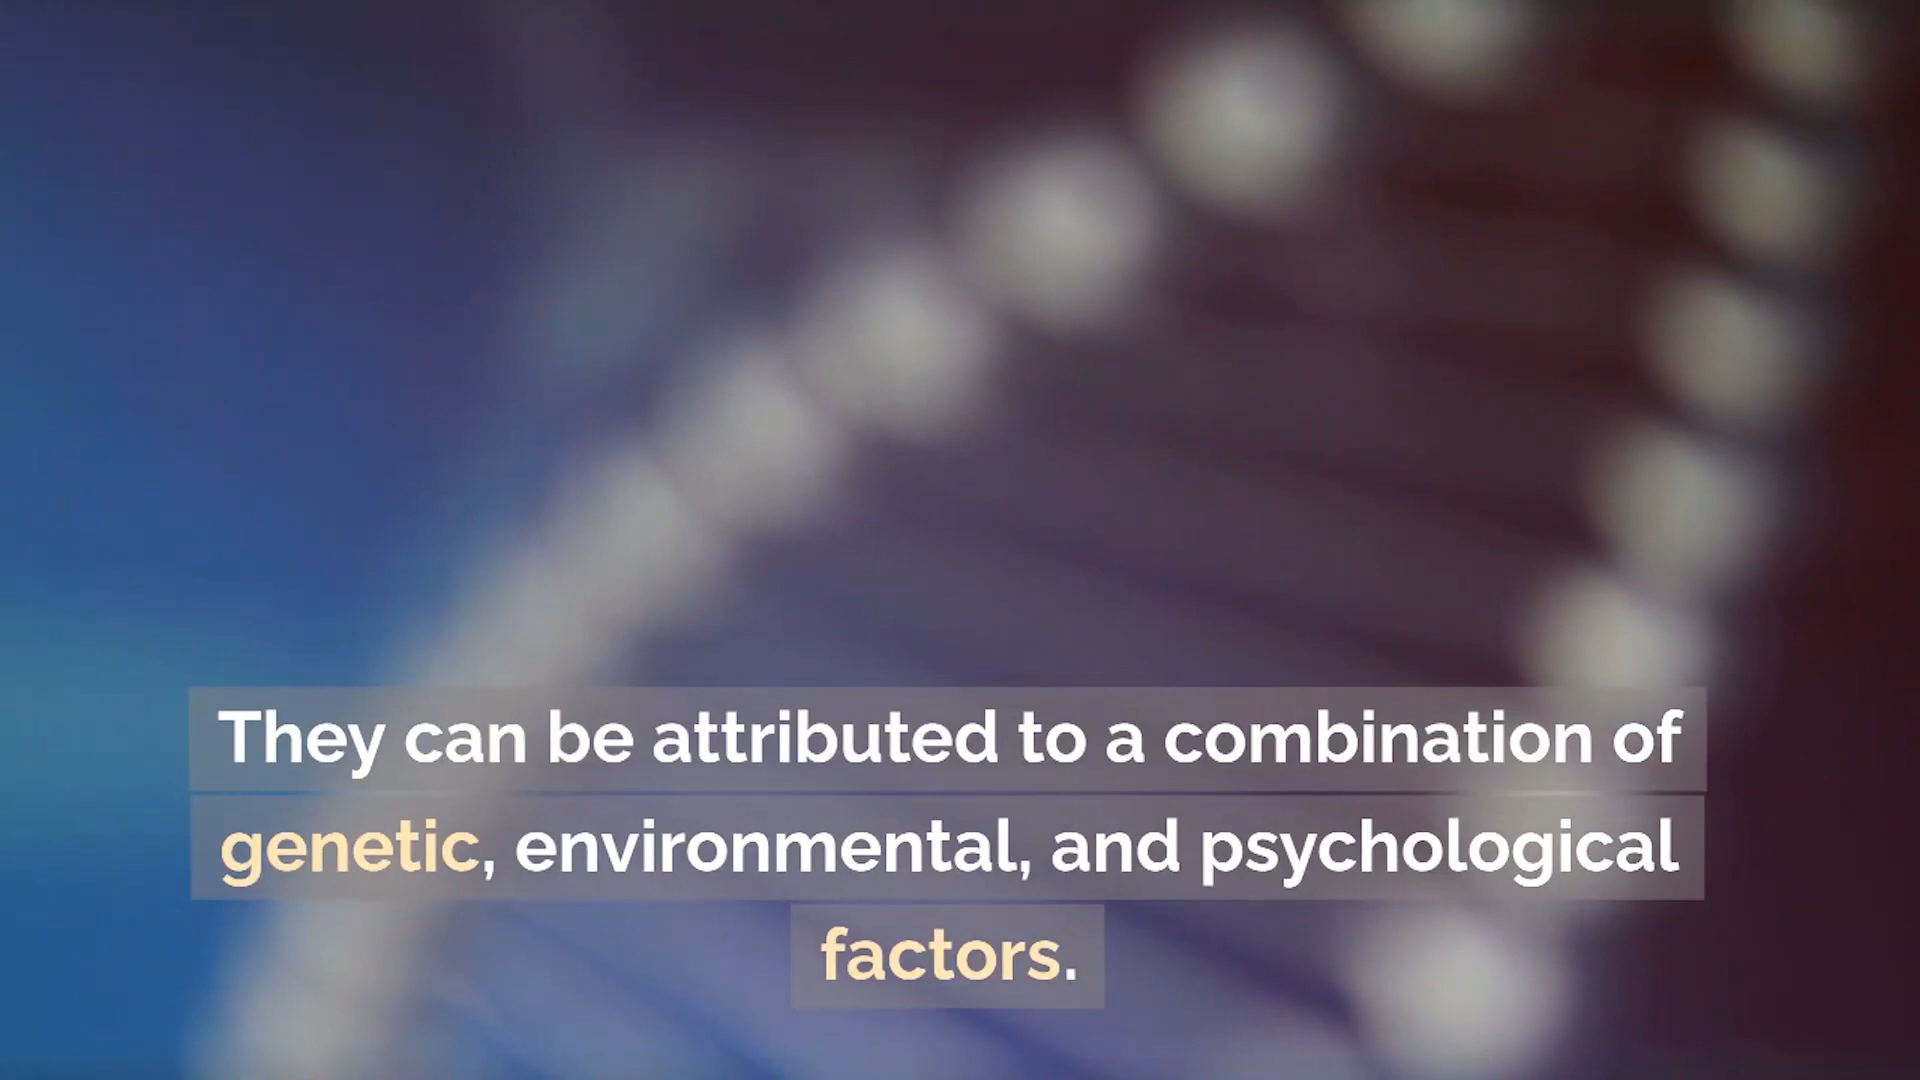 They can be attributed to a combination of
genetic, environmental, and psychological
factors.